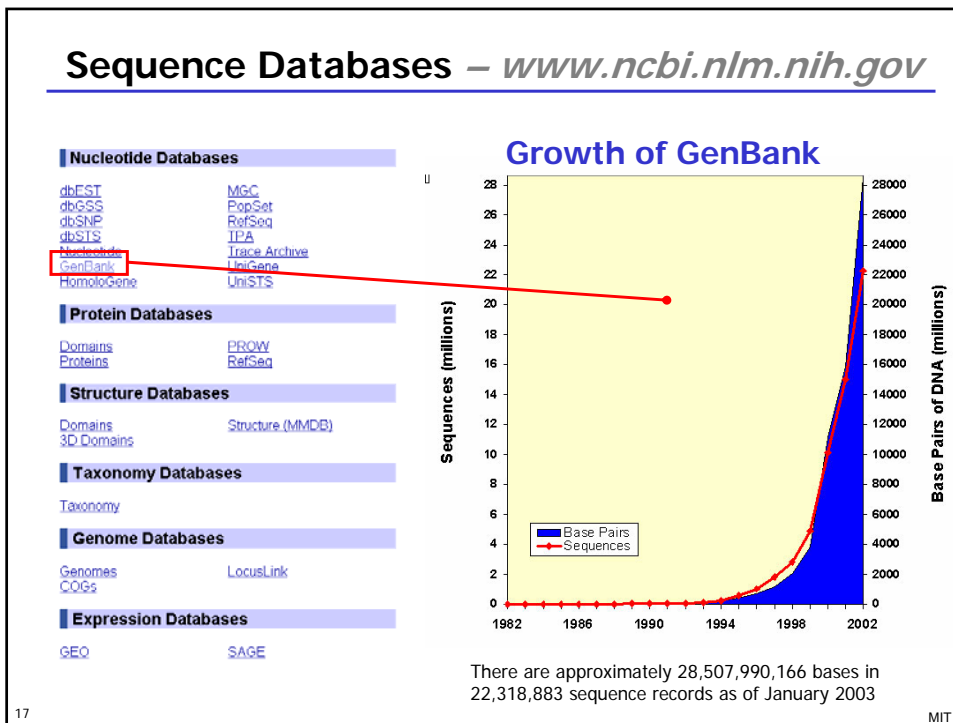 Sequence Databases – www.ncbi.nlm.nih.gov
Nucleotide Databases
dbEST MGC
dbGSS PopSet
dbSNP RefSeq
dbSTS TPA
Nucleotide Trace Archive
GenBank UniGene
HomoloGene UniSTS
Protein Databases
Domains PROW
Proteins RefSeq
Structure Databases
Domains Structure (MMDB)
3D Domains
Taxonomy Databases
Taxonomy
Genome Databases
Genomes LocusLink
COGs
Expression Databases
GEO SAGE
Growth of GenBank
Sequences (millions)
28
26
24
22
20
18
16
14
12
10
8
6
4
2
0
Base Pairs
Sequences
28000
26000
24000
22000
20000
18000
16000
14000
12000
10000
8000
6000
4000
2000
0
Base Pairs of DNA (millions)
1982 1986 1990 1994 1998 2002
There are approximately 28,507,990,166 bases in
22,318,883 sequence records as of January 2003
17
MIT